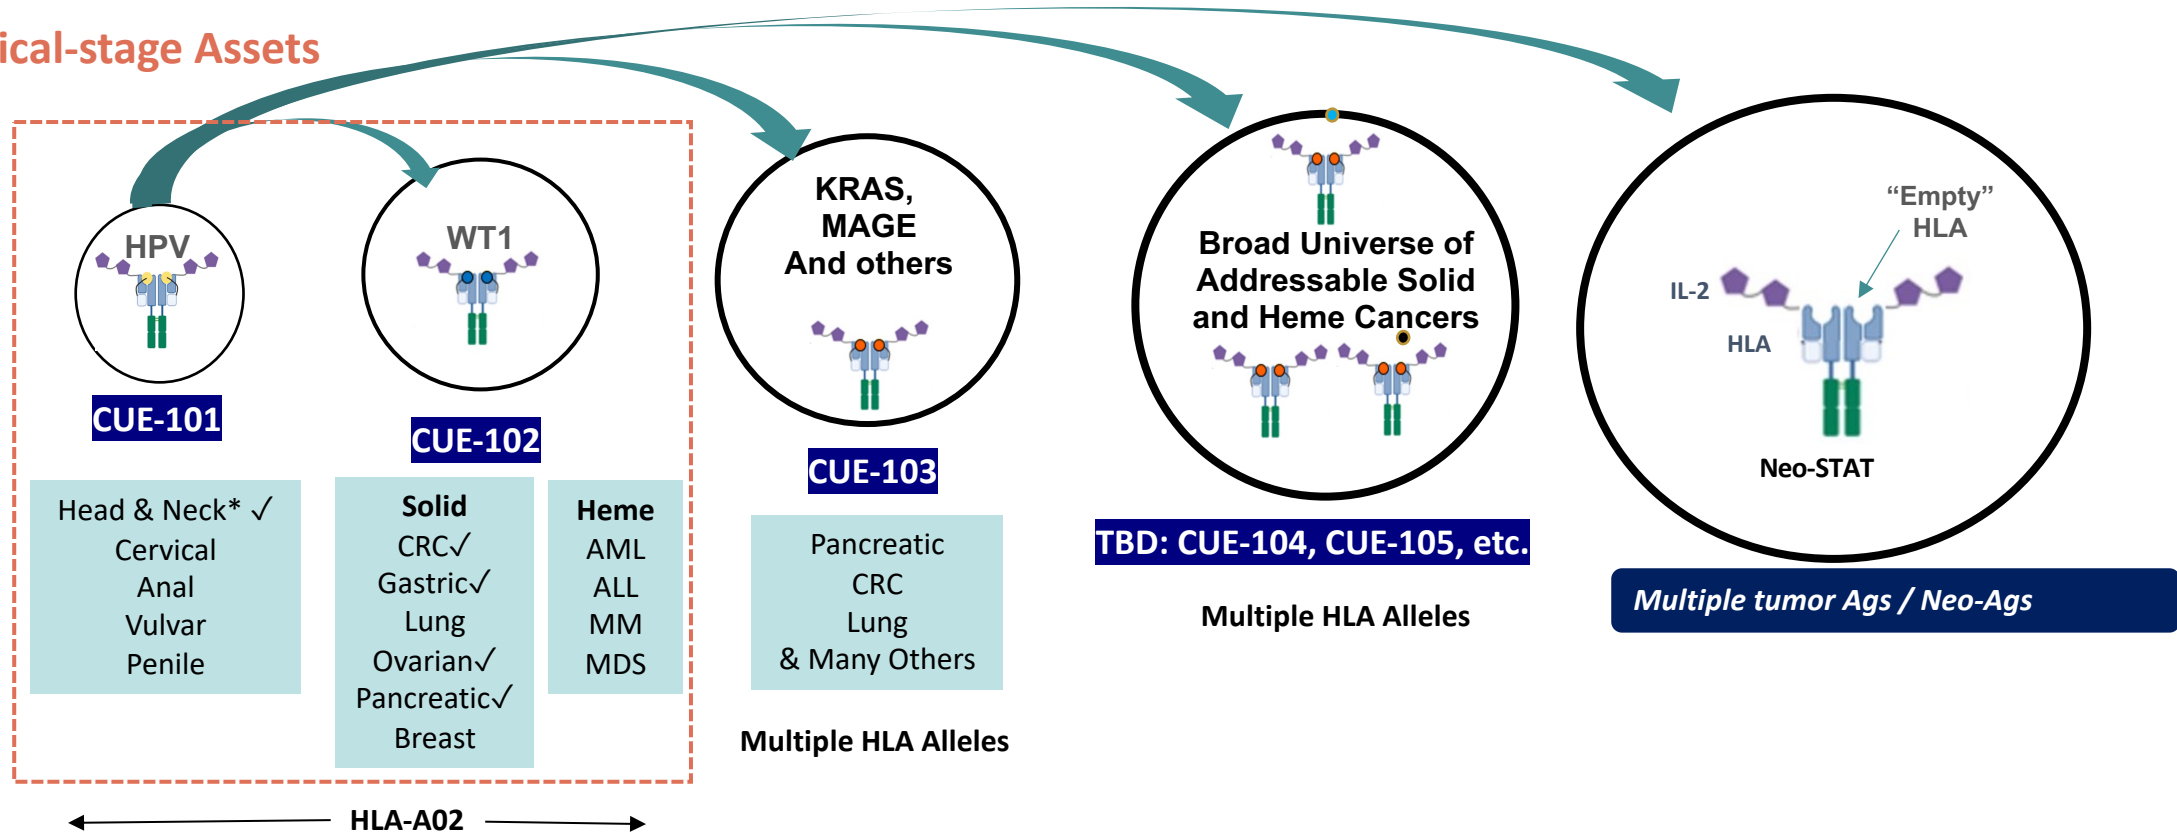 ical-stage Assets
HPV
CUE-101
Head & Neck* ✓
Cervical
Anal
Vulvar
Penile
WT1
CUE-102
Solid
CRC✓
Gastric✓
Lung
Ovarian✓
Pancreatic✓
Breast
Heme
AML
ALL
MM
MDS
HLA-A02
KRAS,
MAGE
And others
CUE-103
Pancreatic
CRC
Lung
& Many Others
Multiple HLA Alleles
Broad Universe of
Addressable Solid
and Heme Cancers
TBD: CUE-104, CUE-105, etc.
Multiple HLA Alleles
“Empty”
HLA
IL-2
HLA
Neo-STAT
Multiple tumor Ags / Neo-Ags